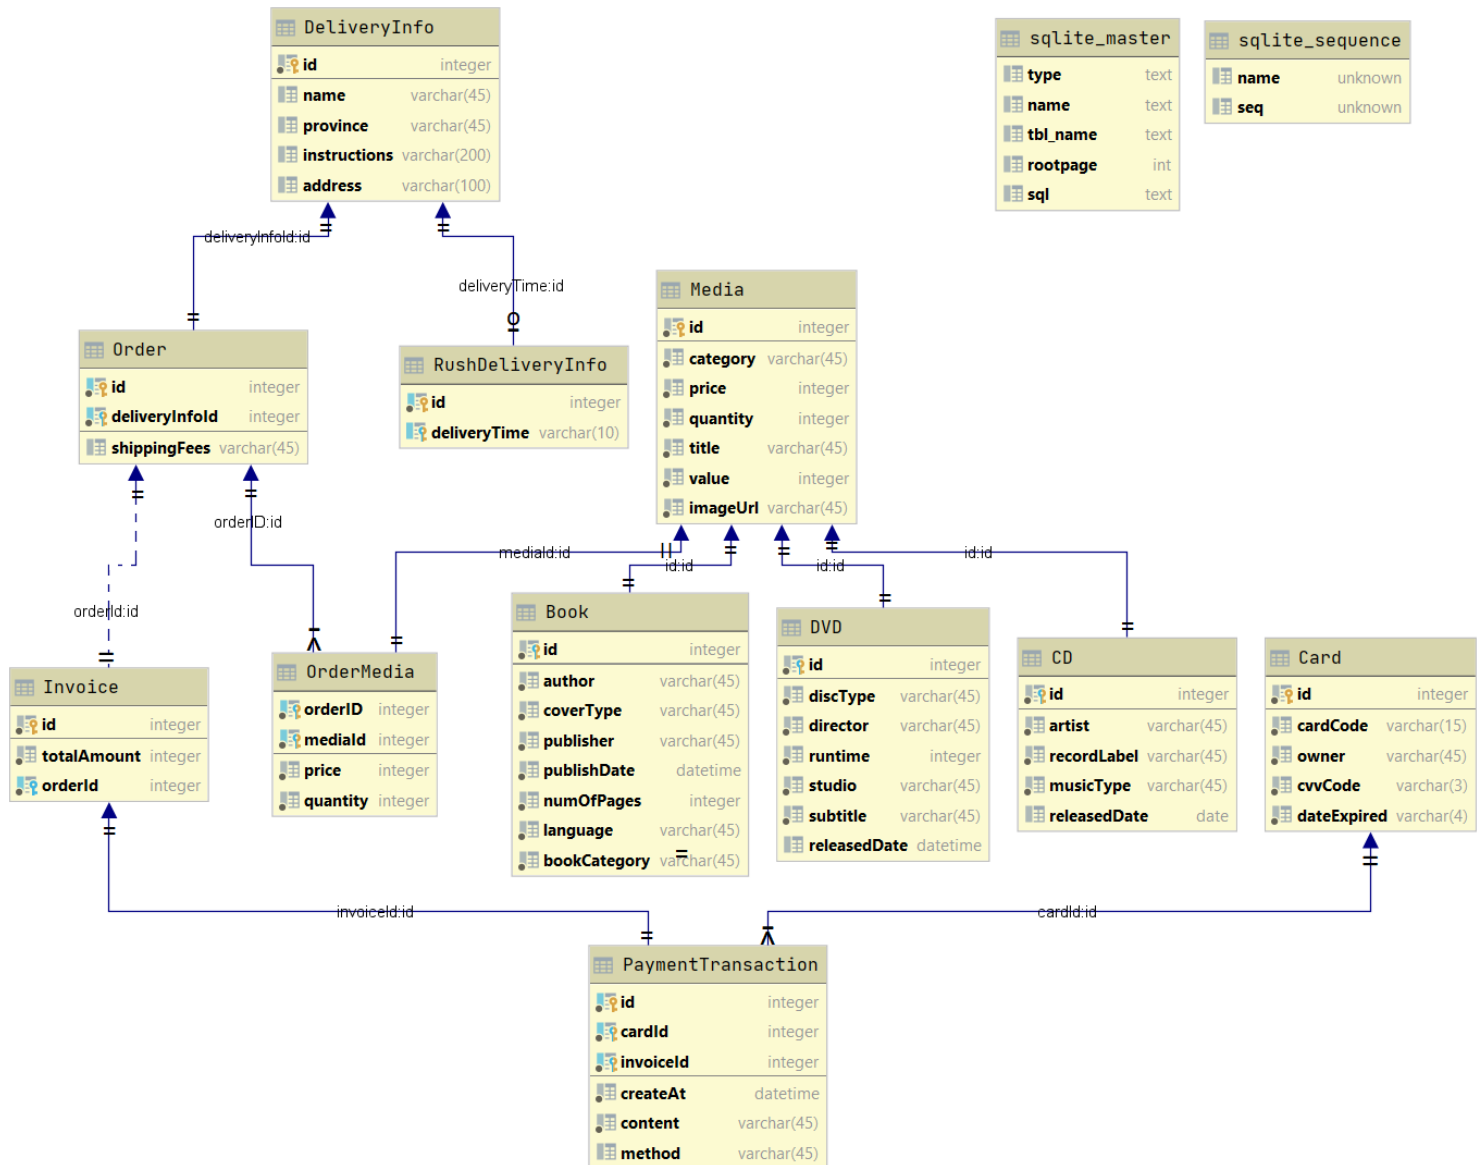 DeliveryInfo
id integer
name varchar(45)
province varchar(45)
instructions varchar(200)
address varchar(100)
sqlite_master
type text
name text
tbl_name text
rootpage int
sql text
sqlite_sequence
name unknown
seq unknown
deliveryInfoId:id
deliveryTime:id
Order
id integer
deliveryInfoId integer
shippingFees varchar(45)
RushDeliveryInfo
id integer
deliveryTime varchar(10)
Media
id integer
category varchar(45)
price integer
quantity integer
title varchar(45)
value integer
imageUrl varchar(45)
orderID:id
mediaId:id
id:id
id:id
id:id
orderId:id
Invoice
id integer
totalAmount integer
orderId integer
OrderMedia
orderID integer
mediaId integer
price integer
quantity integer
Book
id integer
author varchar(45)
coverType varchar(45)
publisher varchar(45)
publishDate datetime
numOfPages integer
language varchar(45)
bookCategory varchar(45)
DVD
id integer
discType varchar(45)
director varchar(45)
runtime integer
studio varchar(45)
subtitle varchar(45)
releasedDate datetime
CD
id integer
artist varchar(45)
recordLabel varchar(45)
musicType varchar(45)
releasedDate date
Card
id integer
cardCode varchar(15)
owner varchar(45)
cvvCode varchar(3)
dateExpired varchar(4)
invoiceId:id
cardId:id
PaymentTransaction
id integer
cardId integer
invoiceId integer
createAt datetime
content varchar(45)
method varchar(45)